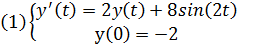 (1){y′(t) = 2y(t) + 8sin(2t)
y(0) = −2